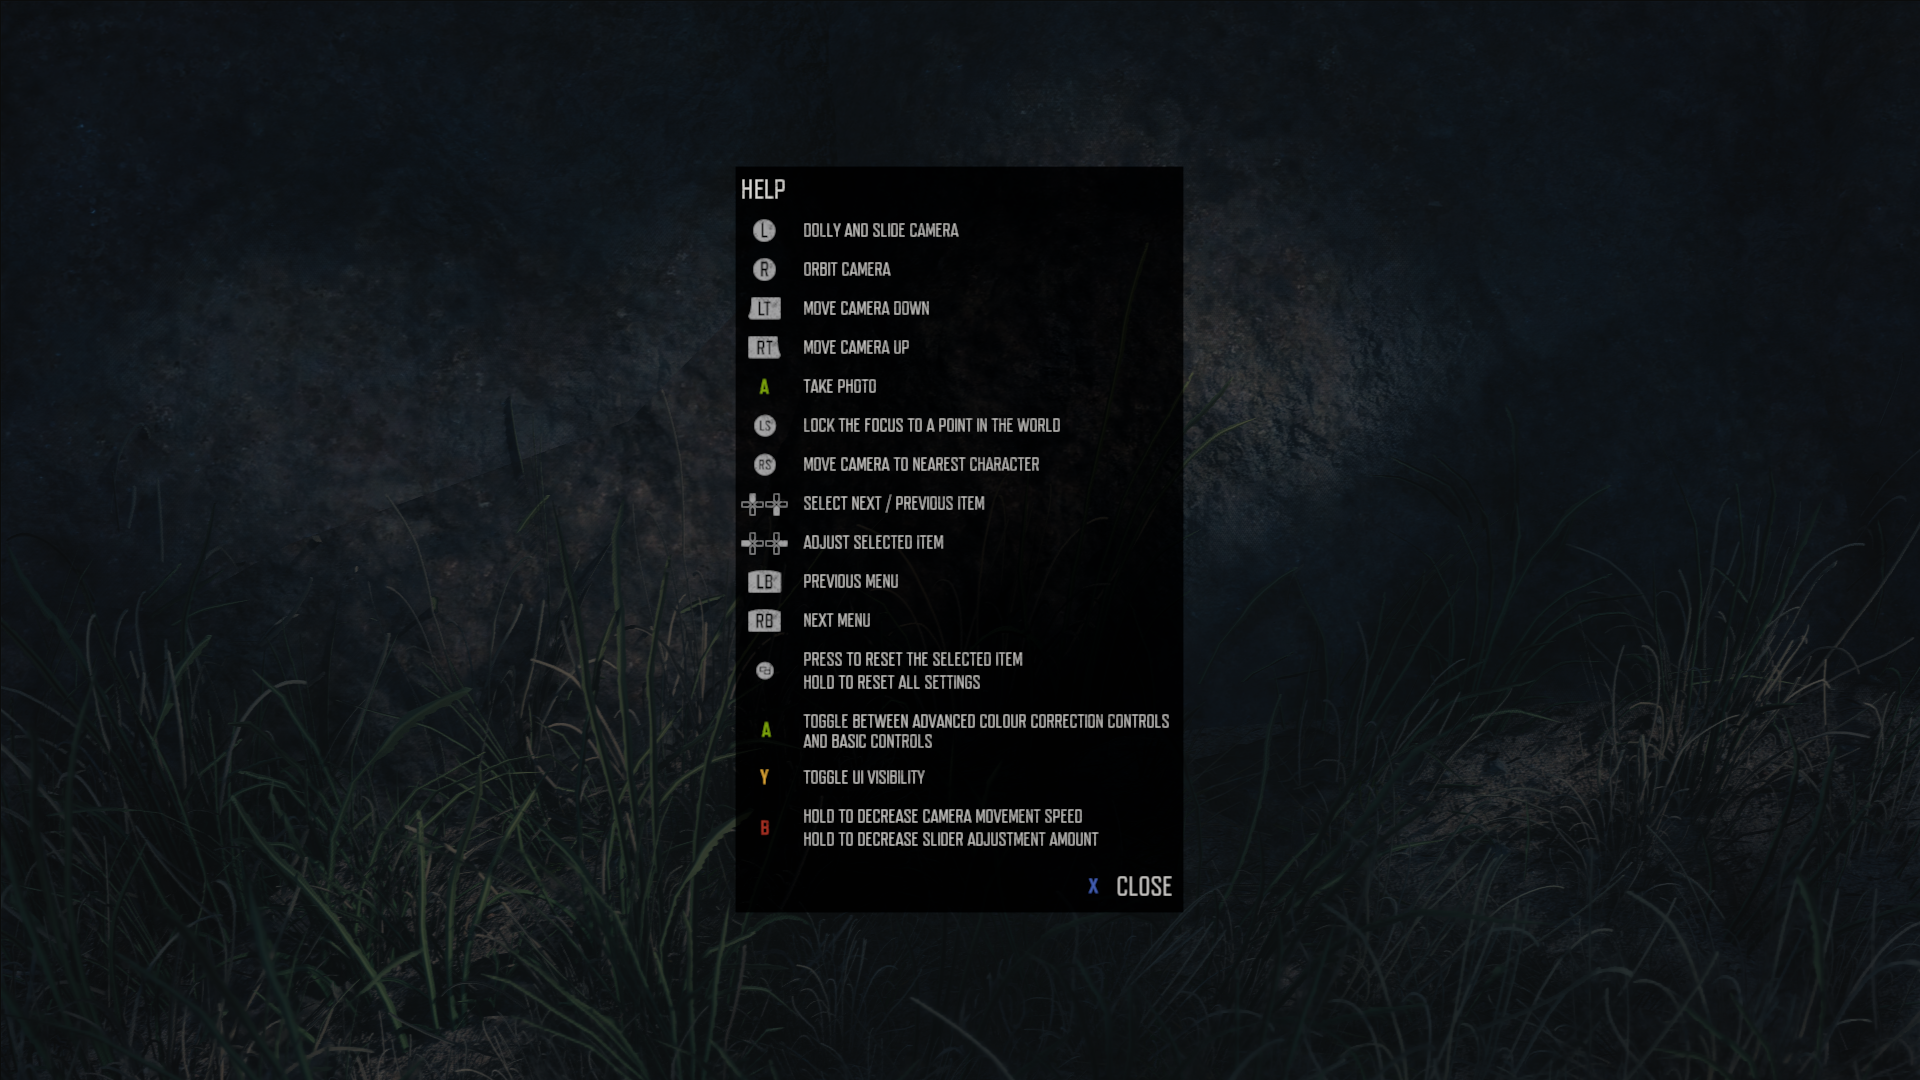 HELP
L DOLLY AND SLIDE CAMERA
R ORBIT CAMERA
LT MOVE CAMERA DOWN
RT MOVE CAMERA UP
A TAKE PHOTO
LS LOCK THE FOCUS TO A POINT IN THE WORLD
RS MOVE CAMERA TO NEAREST CHARACTER
SELECT NEXT / PREVIOUS ITEM
ADJUST SELECTED ITEM
LB PREVIOUS MENU
RB NEXT MENU
PRESS TO RESET THE SELECTED ITEM
HOLD TO RESET ALL SETTINGS
A TOGGLE BETWEEN ADVANCED COLOUR CORRECTION CONTROLS
AND BASIC CONTROLS
Y TOGGLE UI VISIBILITY
B HOLD TO DECREASE CAMERA MOVEMENT SPEED
HOLD TO DECREASE SLIDER ADJUSTMENT AMOUNT
X CLOSE